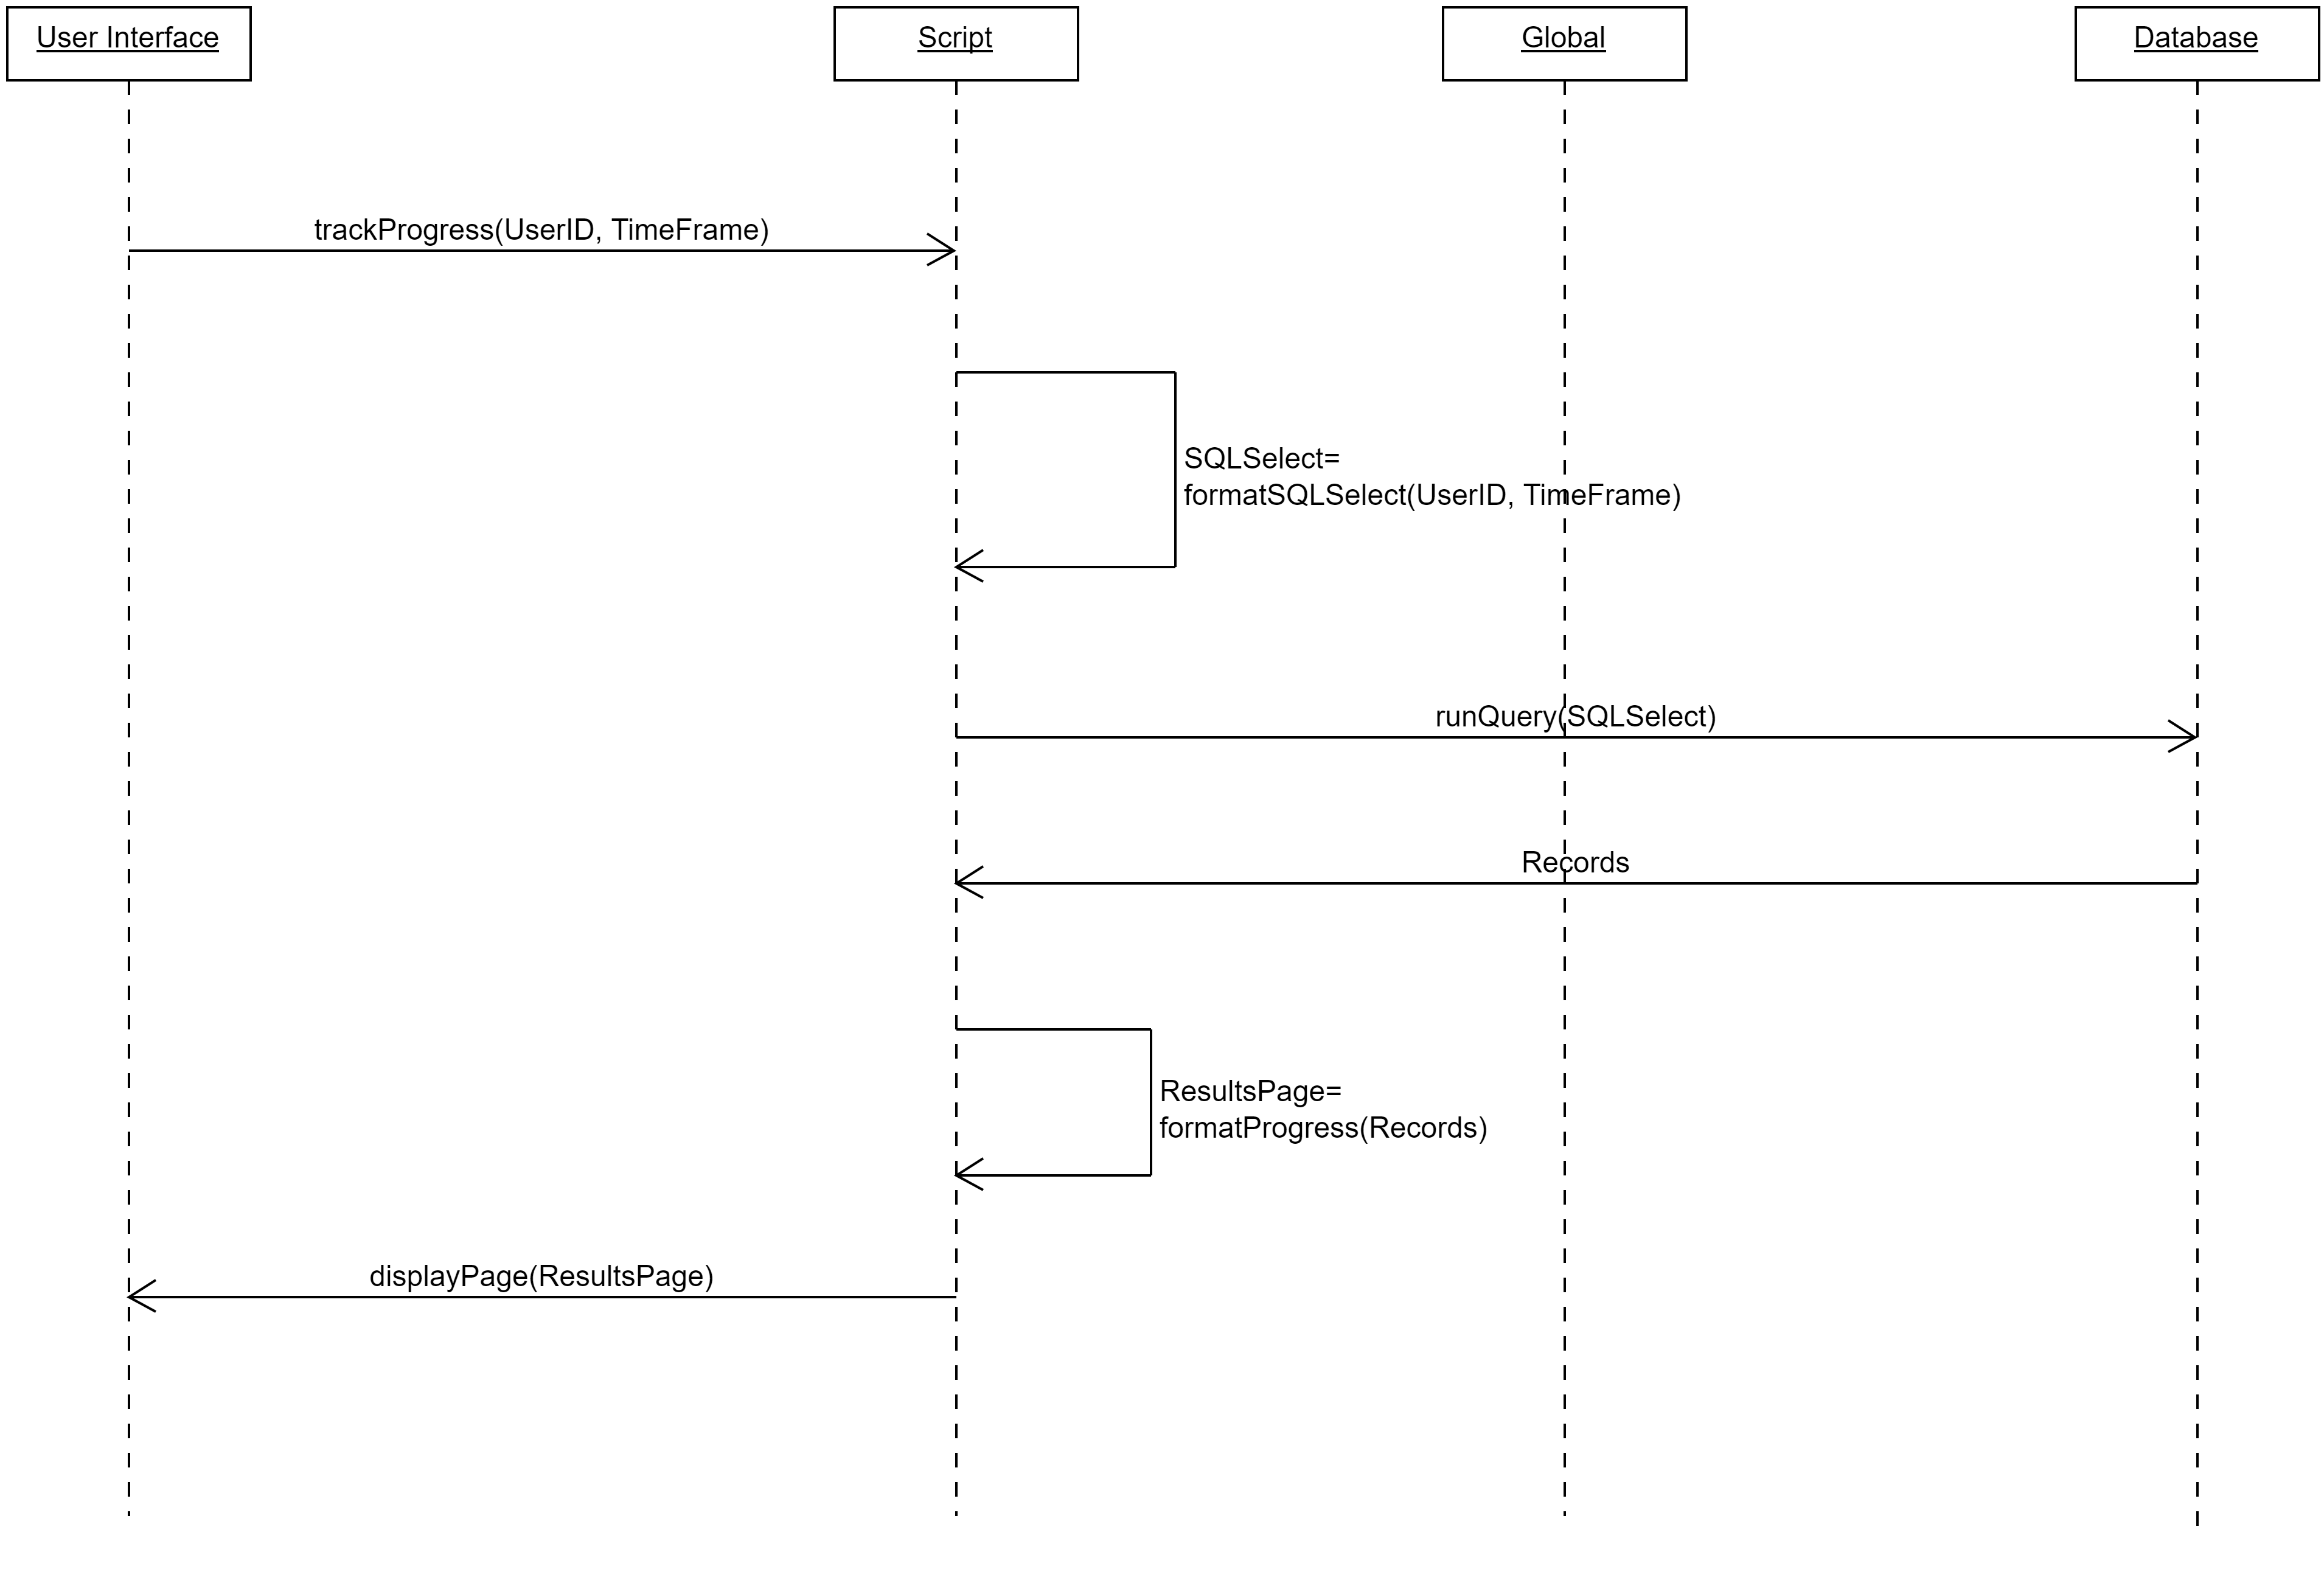 User Interface
Script
Global
Database
trackProgress(UserID, TimeFrame)
SQLSelect=
formatSQLSelect(UserID, TimeFrame)
runQuery(SQLSelect)
Records
ResultsPage=
formatProgress(Records)
displayPage(ResultsPage)